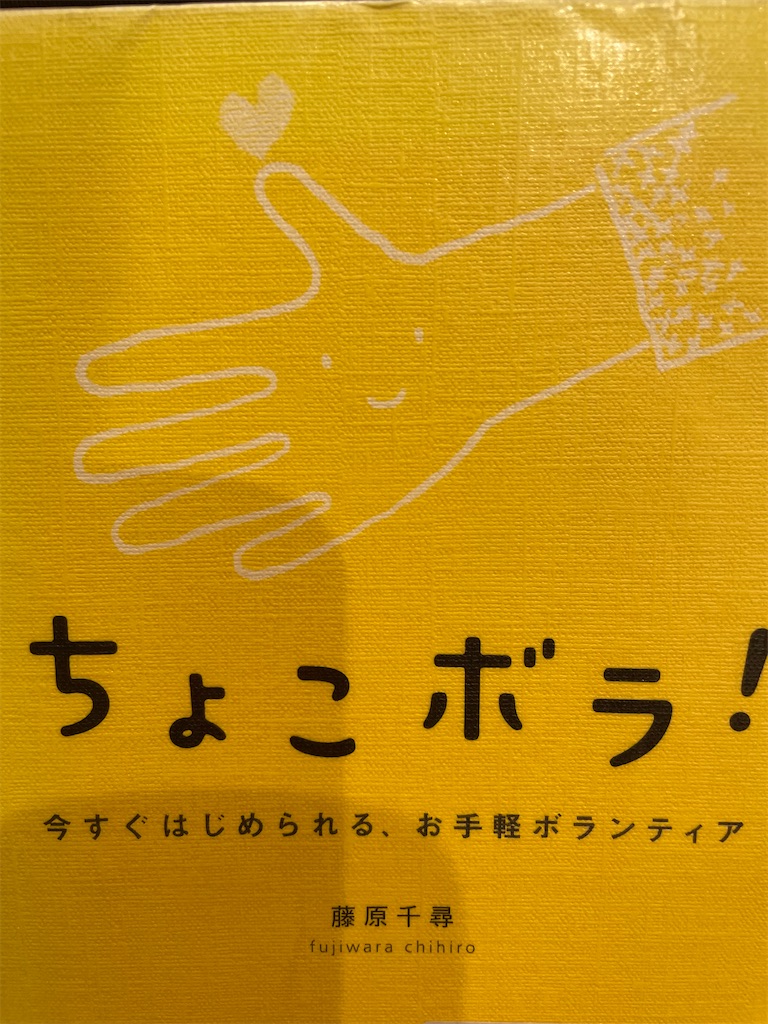 ちょこボラ!
今すぐはじめられる、お手軽ボランティア
藤原千尋
fujiwara chihiro